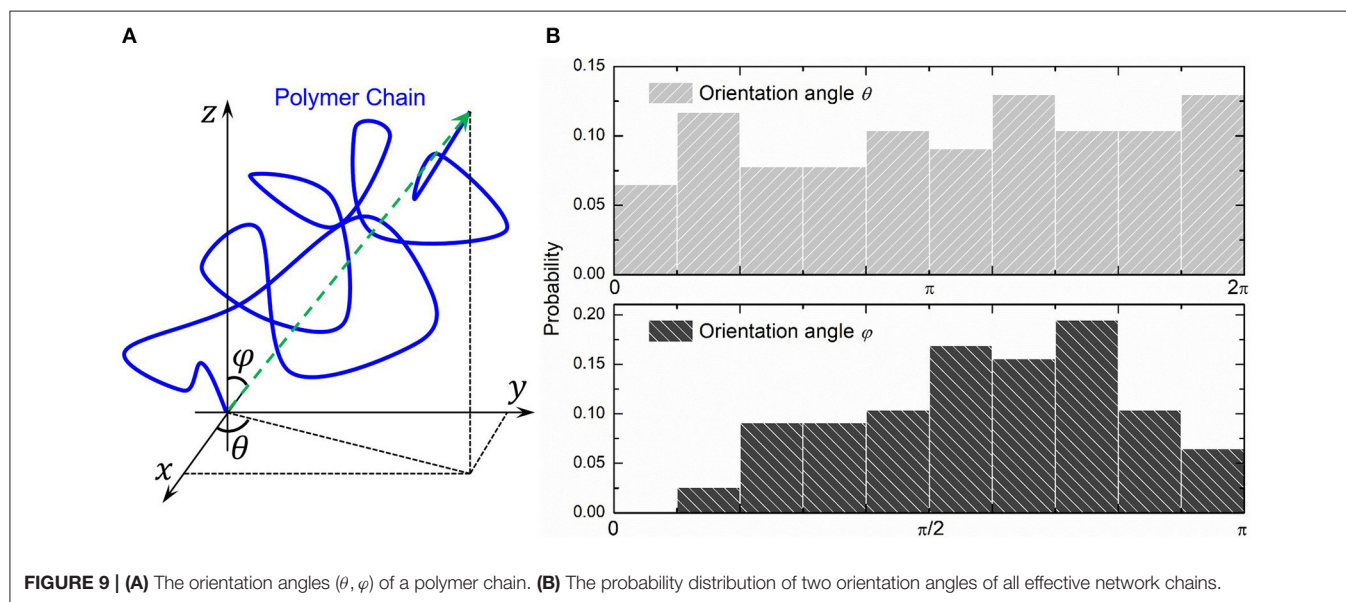 A
Polymer Chain
z
φ
y
θ
x
B
Probability
0.15
0.10
0.05
0.00
Orientation angle θ
0
π
2π
0.20
0.15
0.10
0.05
0.00
Orientation angle φ
0
π/2
π
FIGURE 9 | (A) The orientation angles (θ, φ) of a polymer chain. (B) The probability distribution of two orientation angles of all effective network chains.